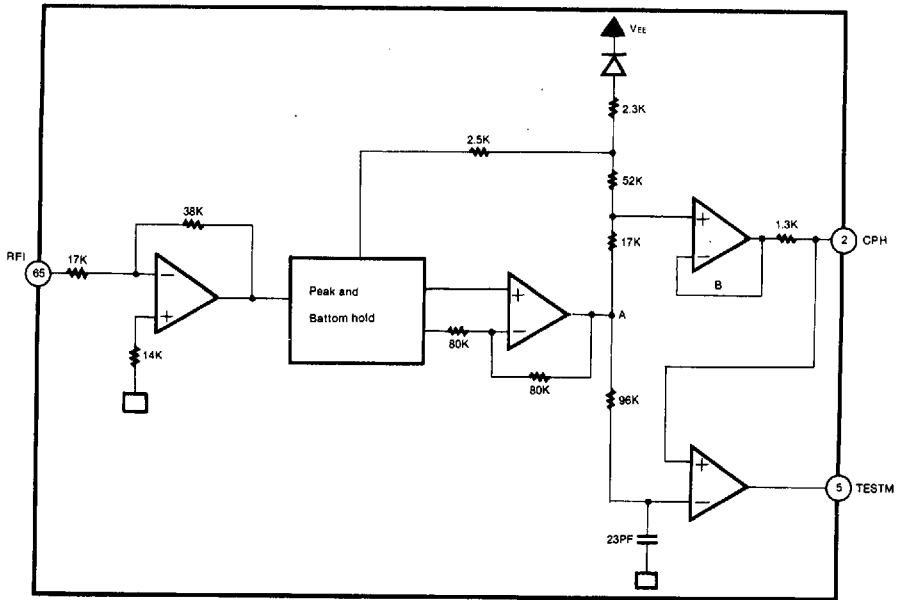 VEE
2.3K
2.5K
52K
38K
17K
1.3K
RFI
65
17K
2
CPH
B
Peak and
Battom hold
A
80K
14K
80K
96K
5
TESTM
23PF